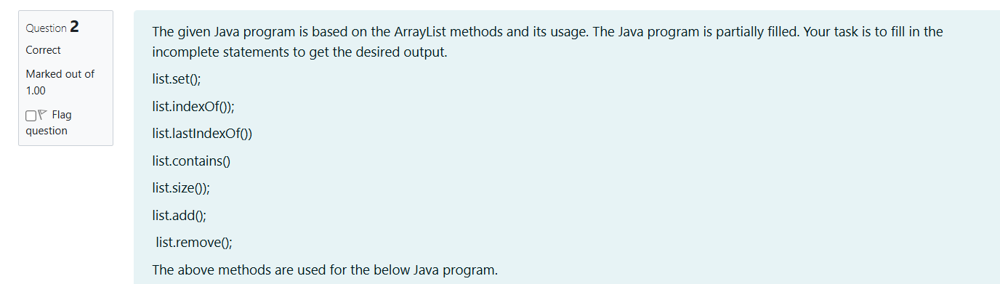 Question 2
Correct
Marked out of
1.00
Flag
question
The given Java program is based on the ArrayList methods and its usage. The Java program is partially filled. Your task is to fill in the
incomplete statements to get the desired output.
list.set();
list.indexOf());
list.lastIndexOf())
list.contains()
list.size());
list.add();
list.remove();
The above methods are used for the below Java program.